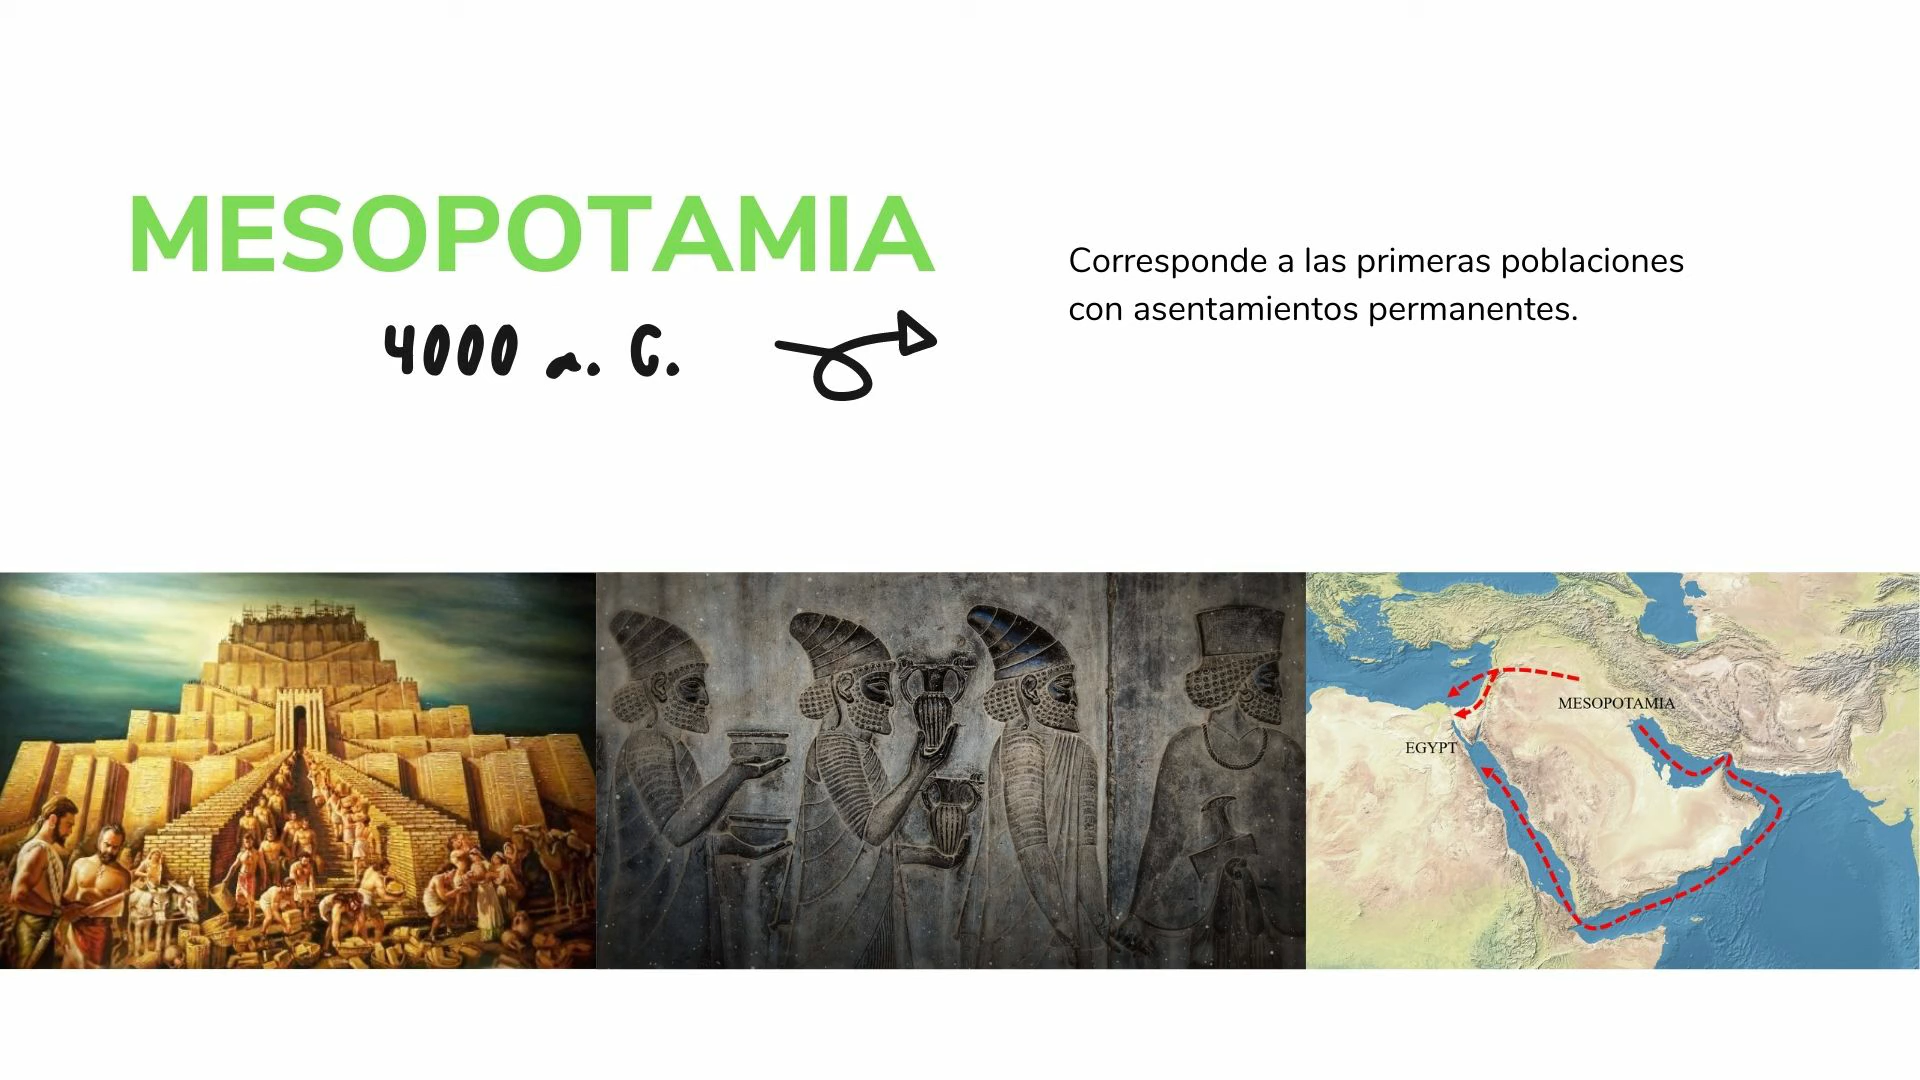 MESOPOTAMIA
4000 a. C.
Corresponde a las primeras poblaciones
con asentamientos permanentes.
MESOPOTAMIA
EGYPT